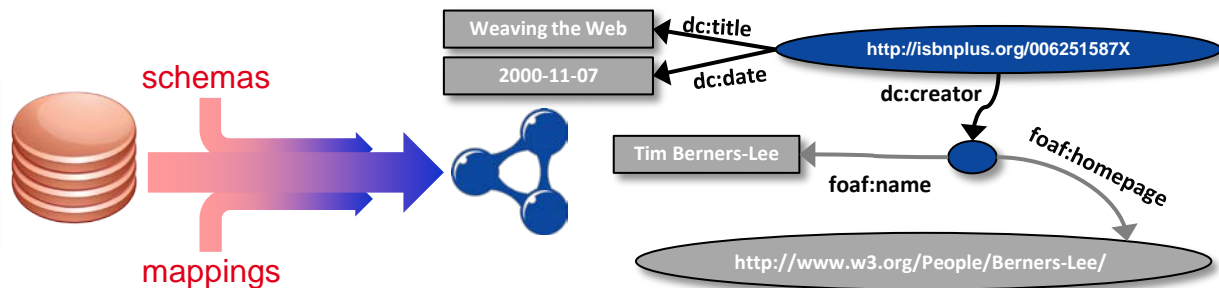 schemas
mappings
Weaving the Web
dc:title
http://isbnplus.org/006251587X
2000-11-07
dc:date
dc:creator
Tim Berners-Lee
foaf:name
foaf:homepage
http://www.w3.org/People/Berners-Lee/